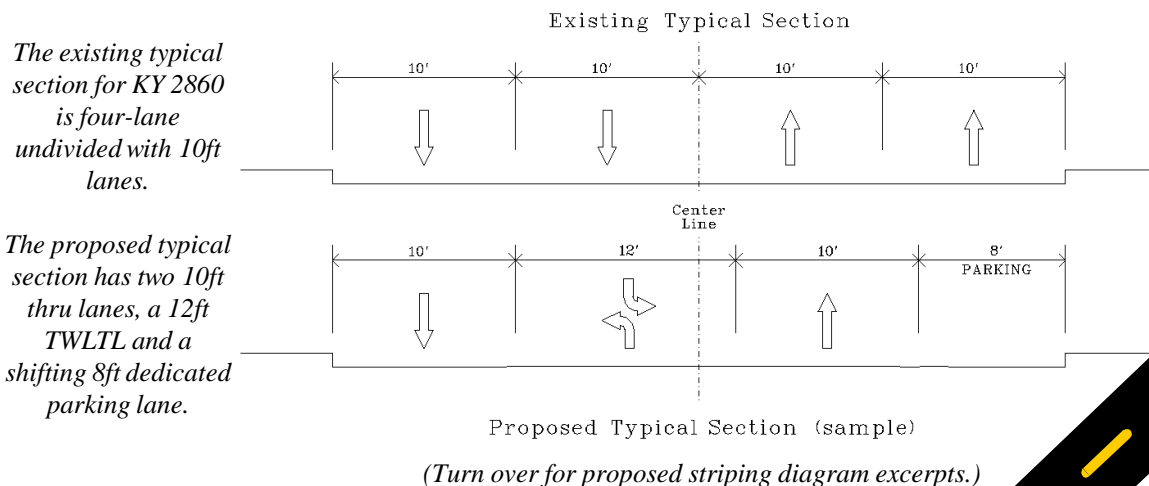 Existing Typical Section
The existing typical
section for KY 2860
is four-lane
undivided with 10ft
lanes.
10' 10' 10' 10'
Center
Line
The proposed typical
section has two 10ft
thru lanes, a 12ft
TWLTL and a
shifting 8ft dedicated
parking lane.
10' 12' 10' 8'
PARKING
Proposed Typical Section (sample)
(Turn over for proposed striping diagram excerpts.)